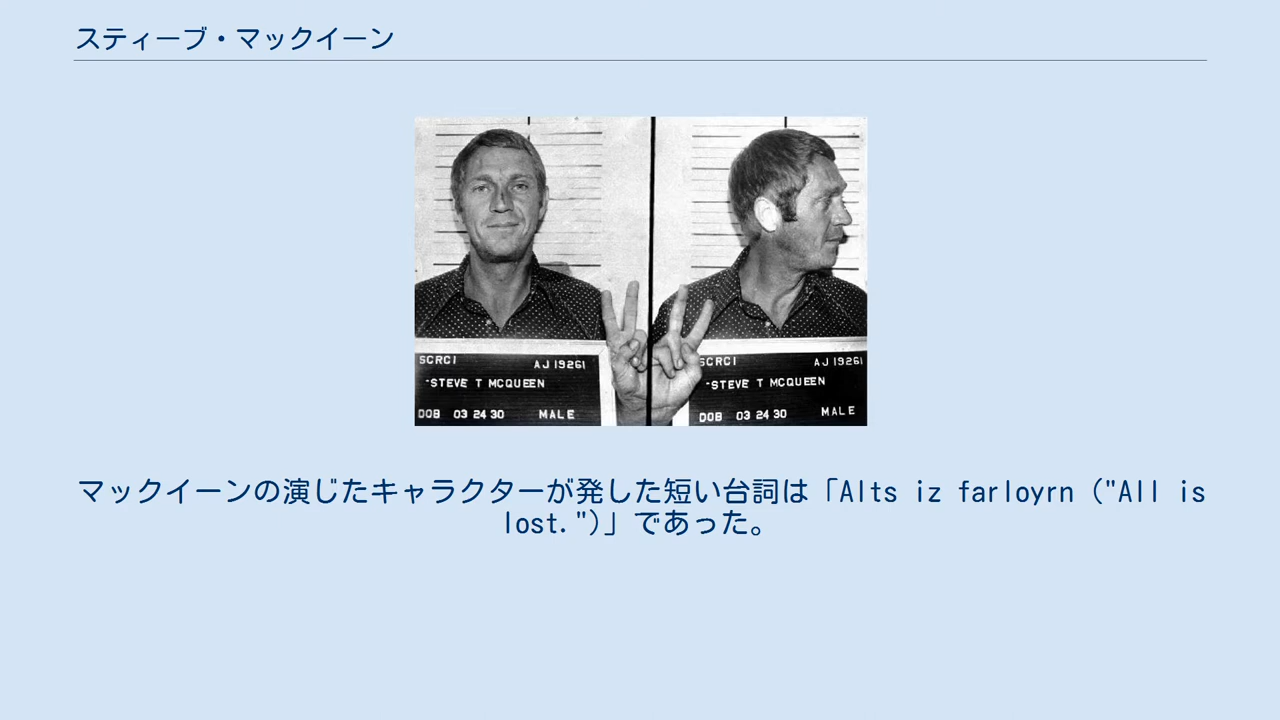 スティーブ・マックイーン
SCRCI AJ 19261
-STEVE T MCQUEEN
DOB 03 24 30 MALE
SCRCI AJ 19261
-STEVE T MCQUEEN
DOB 03 24 30 MALE
マックイーンの演じたキャラクターが発した短い台詞は「Alts iz farloyrn ("All is
lost.")」であった。